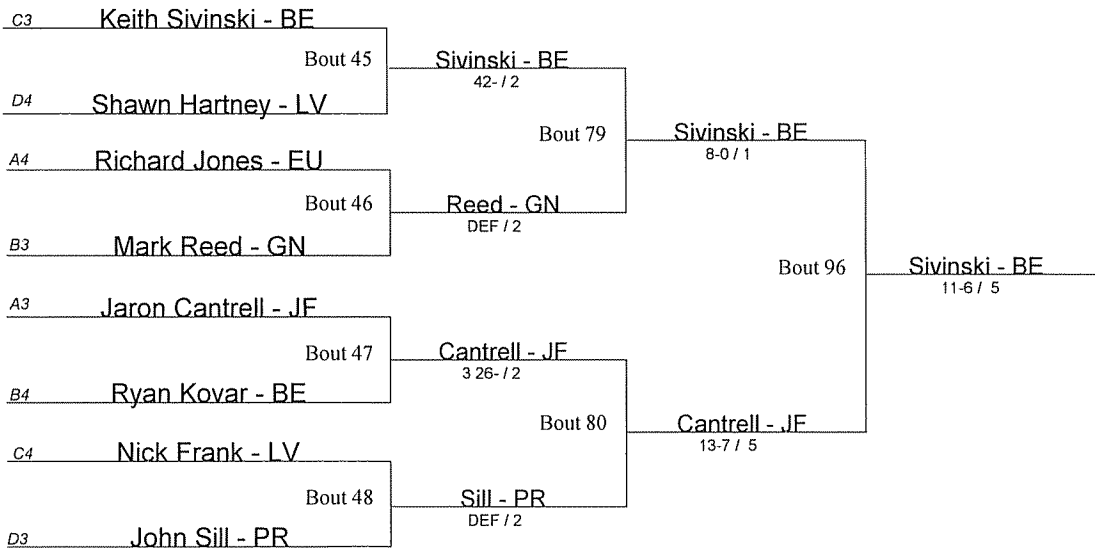 C3 Keith Sivinski - BE
Bout 45
Sivinski - BE
42- / 2
D4 Shawn Hartney - LV
Bout 79
Sivinski - BE
8-0 / 1
A4 Richard Jones - EU
Bout 46
Reed - GN
DEF / 2
B3 Mark Reed - GN
Bout 96
Sivinski - BE
11-6 / 5
A3 Jaron Cantrell - JF
Bout 47
Cantrell - JF
3 26- / 2
B4 Ryan Kovar - BE
Bout 80
Cantrell - JF
13-7 / 5
C4 Nick Frank - LV
Bout 48
Sill - PR
DEF / 2
D3 John Sill - PR